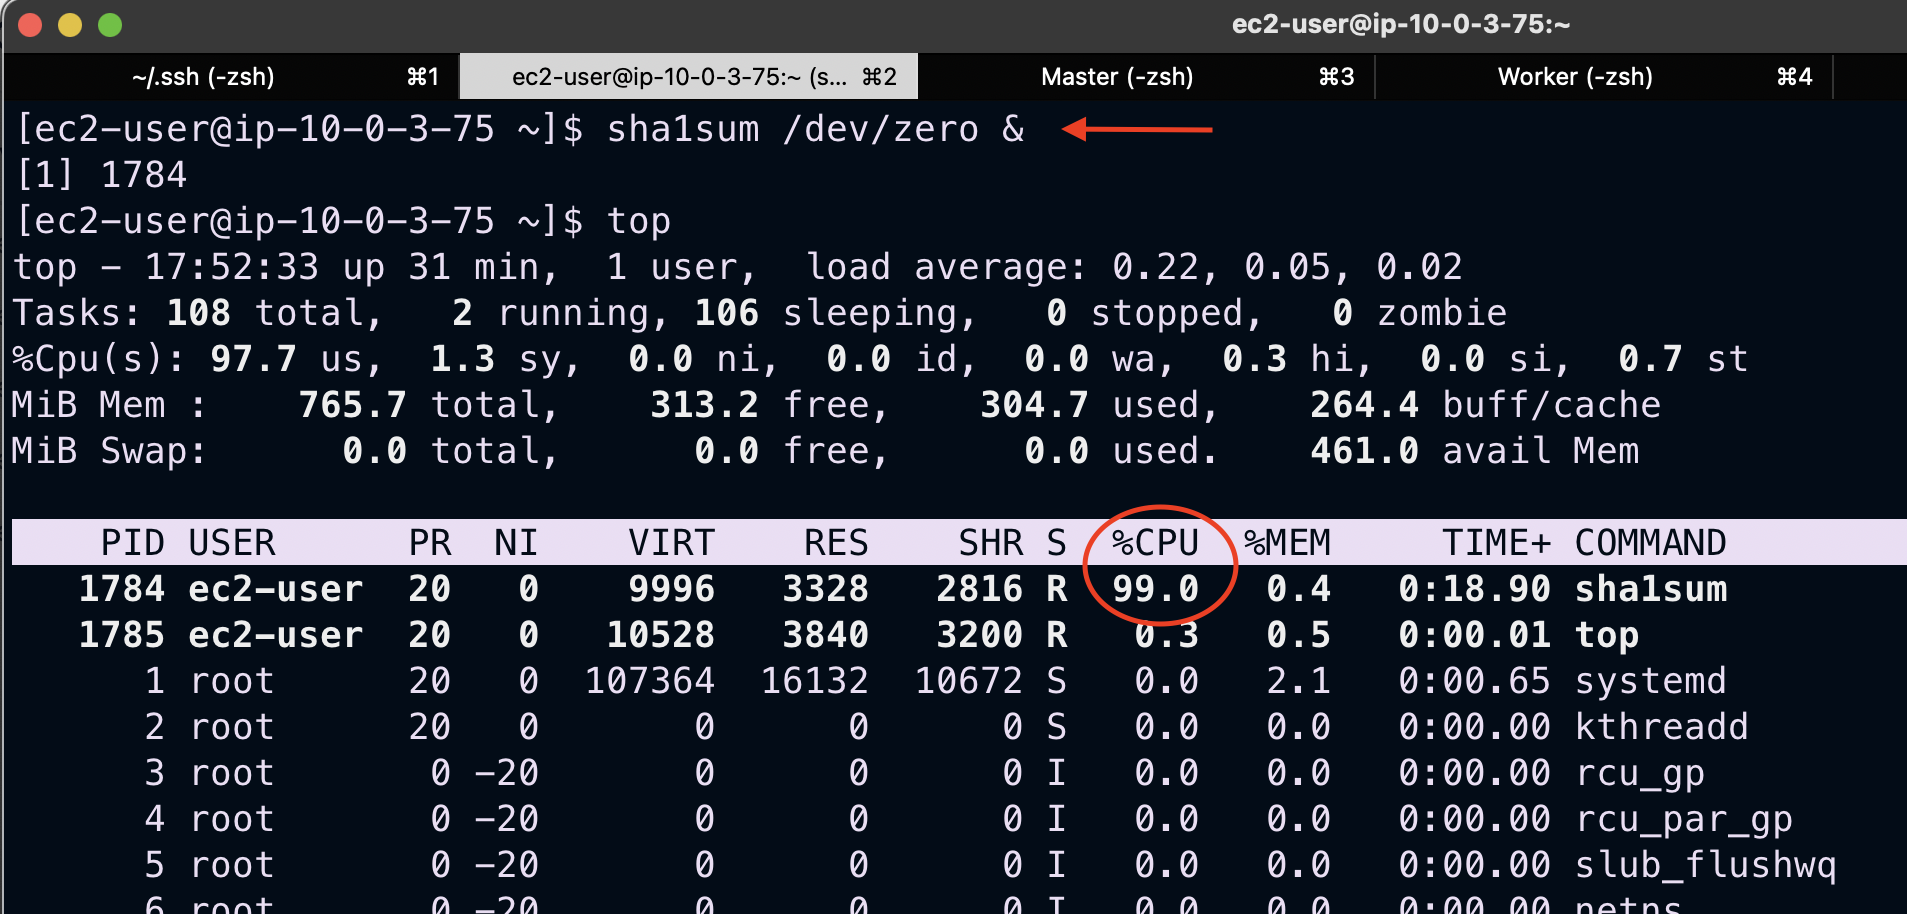 ec2-user@ip-10-0-3-75:~
~/.ssh (-zsh) ⌘1 ec2-user@ip-10-0-3-75:~ (s... ⌘2 Master (-zsh) ⌘3 Worker (-zsh) ⌘4
[ec2-user@ip-10-0-3-75 ~]$ sha1sum /dev/zero &
[1] 1784
[ec2-user@ip-10-0-3-75 ~]$ top
top - 17:52:33 up 31 min,  1 user,  load average: 0.22, 0.05, 0.02
Tasks: 108 total,   2 running, 106 sleeping,   0 stopped,   0 zombie
%Cpu(s): 97.7 us,  1.3 sy,  0.0 ni,  0.0 id,  0.0 wa,  0.3 hi,  0.0 si,  0.7 st
MiB Mem :    765.7 total,    313.2 free,    304.7 used,    264.4 buff/cache
MiB Swap:      0.0 total,      0.0 free,      0.0 used.    461.0 avail Mem
PID USER      PR  NI    VIRT    RES    SHR S  %CPU  %MEM     TIME+ COMMAND
1784 ec2-user  20   0    9996   3328   2816 R  99.0   0.4   0:18.90 sha1sum
1785 ec2-user  20   0   10528   3840   3200 R   0.3   0.5   0:00.01 top
1 root      20   0  107364  16132  10672 S   0.0   2.1   0:00.65 systemd
2 root      20   0       0      0      0 S   0.0   0.0   0:00.00 kthreadd
3 root       0 -20       0      0      0 I   0.0   0.0   0:00.00 rcu_gp
4 root       0 -20       0      0      0 I   0.0   0.0   0:00.00 rcu_par_gp
5 root       0 -20       0      0      0 I   0.0   0.0   0:00.00 slub_flushwq
6 root       0 -20       0      0      0 I   0.0   0.0   0:00.00 netns